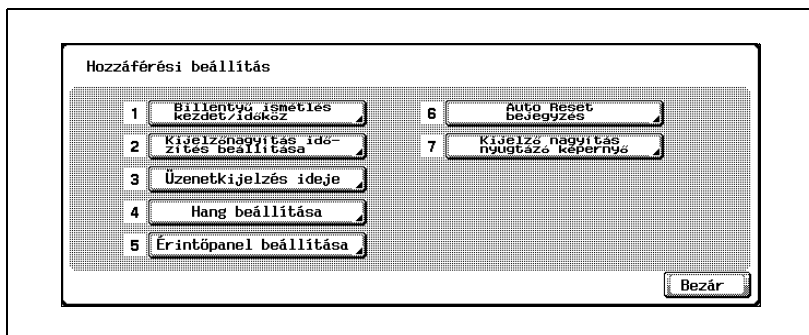 Hozzáférési beállítás
1 Billentyű ismétlés
kezdet/időköz
2 Kijelzőnagyítás idő-
zítés beállítása
3 Üzenetkijelzés ideje
4 Hang beállítása
5 Érintőpanel beállítása
6 Auto Reset
bejegyzés
7 Kijelző nagyítás
nyugtázó képernyő
Bezár